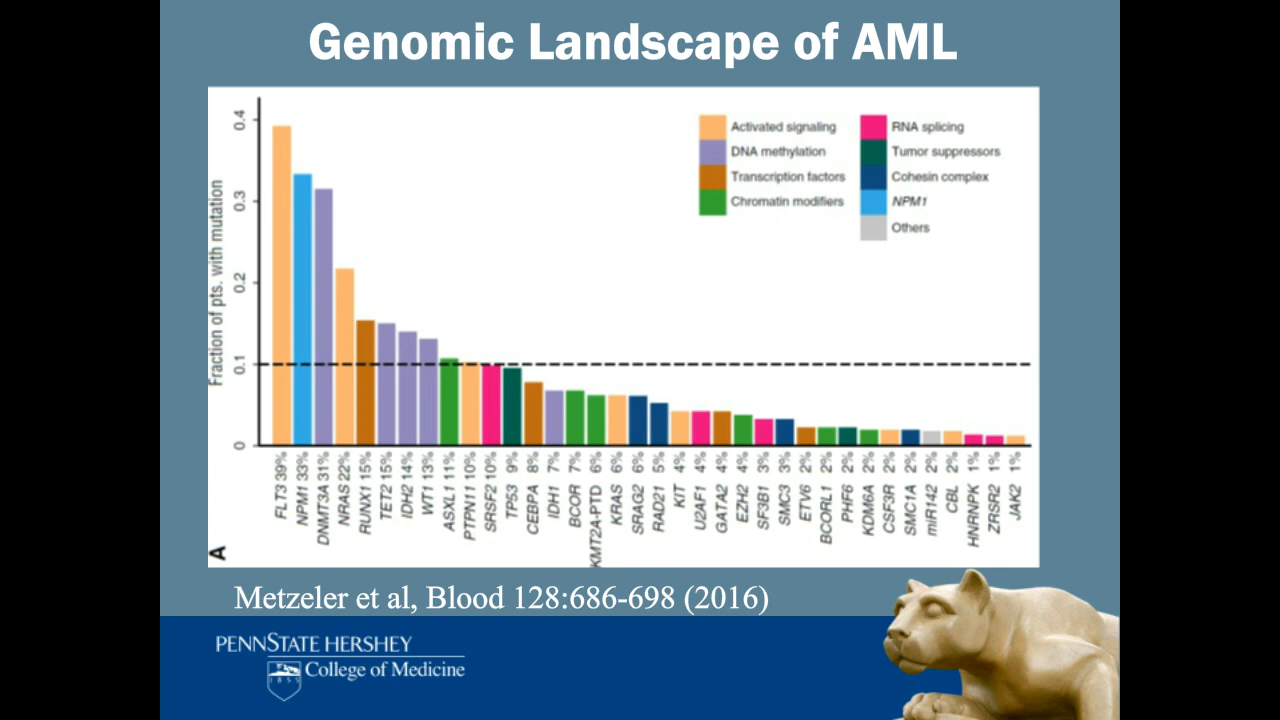 Genomic Landscape of AML
Fraction of pts. with mutation
0.4
0.3
0.2
0.1
0
Activated signaling
DNA methylation
Transcription factors
Chromatin modifiers
RNA splicing
Tumor suppressors
Cohesin complex
NPM1
Others
FLT3 39%
NPM1 33%
DNMT3A 31%
NRAS 22%
RUNX1 15%
TET2 15%
IDH2 14%
WT1 13%
ASXL1 11%
PTPN11 10%
SRSF2 10%
TP53 9%
CEBPA 8%
IDH1 7%
BCOR 7%
KMT2A-PTD 6%
KRAS 6%
SRAG2 6%
RAD21 5%
KIT 4%
U2AF1 4%
GATA2 4%
EZH2 4%
SF3B1 3%
SMC3 3%
ETV6 2%
BCORL1 2%
PHF6 2%
KDM6A 2%
CSF3R 2%
SMC1A 2%
miR142 2%
CBL 2%
HNRNPK 1%
ZRSR2 1%
JAK2 1%
A
Metzeler et al, Blood 128:686-698 (2016)
PENNSTATE HERSHEY
College of Medicine
1855